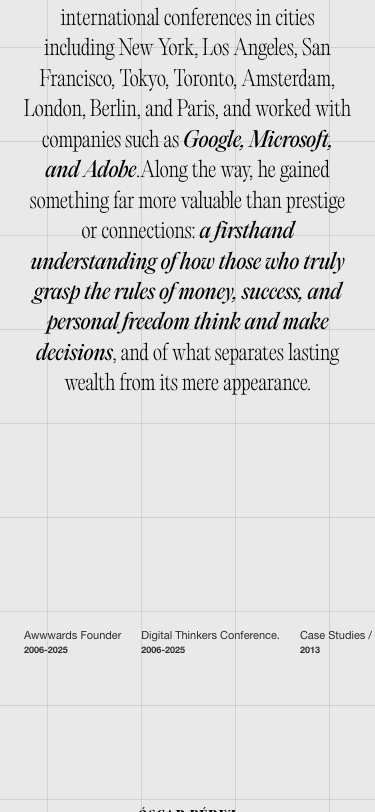 international conferences in cities
including New York, Los Angeles, San
Francisco, Tokyo, Toronto, Amsterdam,
London, Berlin, and Paris, and worked with
companies such as Google, Microsoft,
and Adobe.Along the way, he gained
something far more valuable than prestige
or connections: a firsthand
understanding of how those who truly
grasp the rules of money, success, and
personal freedom think and make
decisions, and of what separates lasting
wealth from its mere appearance.
Awwwards Founder
2006-2025
Digital Thinkers Conference.
2006-2025
Case Studies /
2013